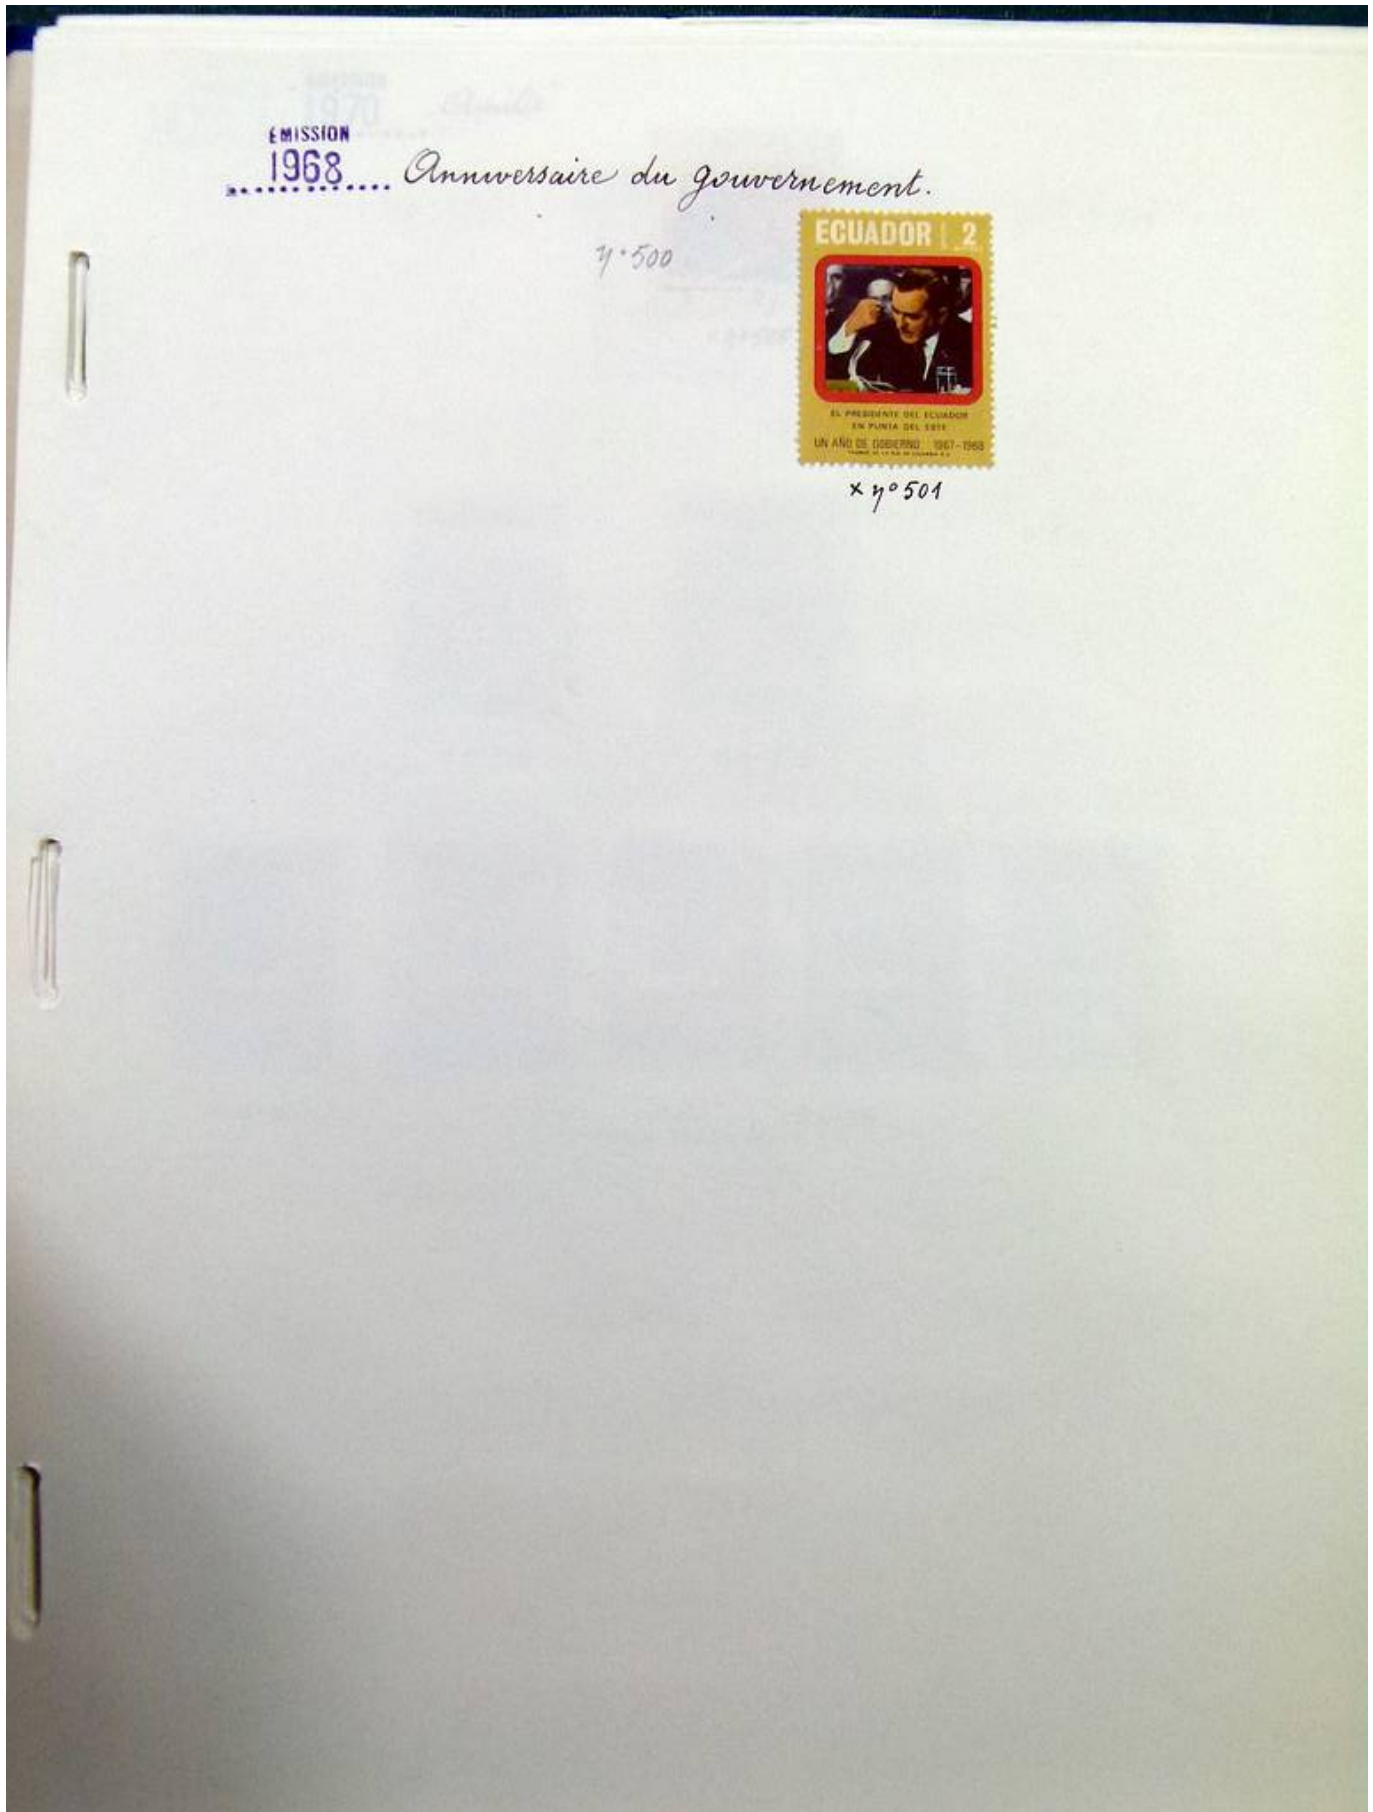 EMISSION
1968 Anniversaire du gouvernement.
n° 500
ECUADOR 2
EL PRESIDENTE DEL ECUADOR
EN PUNTA DEL ESTE
UN AÑO DE GOBIERNO 1967-1968
x n° 501